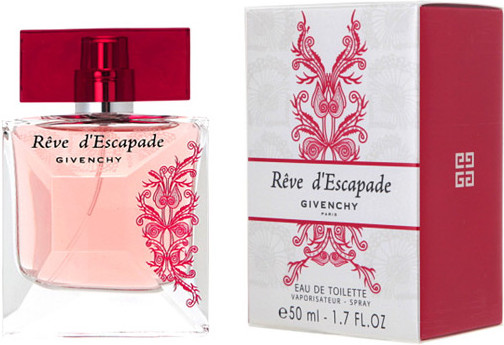 Rêve d'Escapade
GIVENCHY
Rêve d'Escapade
GIVENCHY
PARIS
EAU DE TOILETTE
VAPORISATEUR - SPRAY
℮50 ml - 1.7 FL.OZ